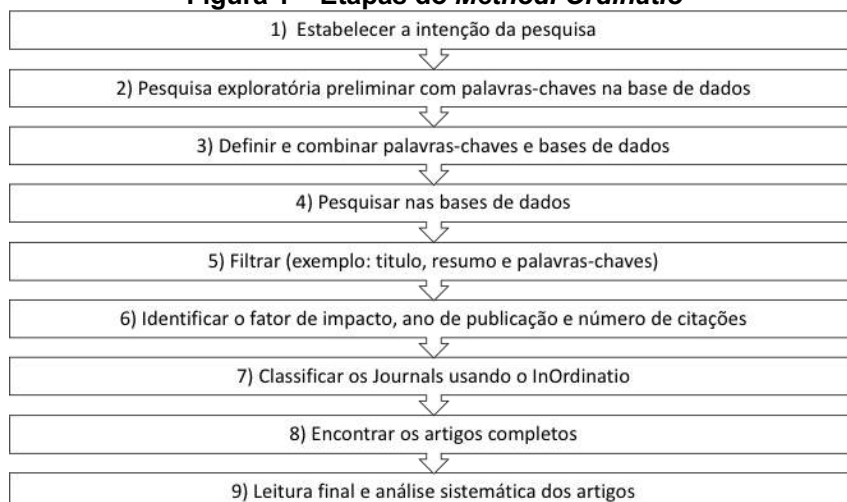 Figura 1 – Etapas do Methodi Ordinatio
1) Estabelecer a intenção da pesquisa
2) Pesquisa exploratória preliminar com palavras-chaves na base de dados
3) Definir e combinar palavras-chaves e bases de dados
4) Pesquisar nas bases de dados
5) Filtrar (exemplo: titulo, resumo e palavras-chaves)
6) Identificar o fator de impacto, ano de publicação e número de citações
7) Classificar os Journals usando o InOrdinatio
8) Encontrar os artigos completos
9) Leitura final e análise sistemática dos artigos